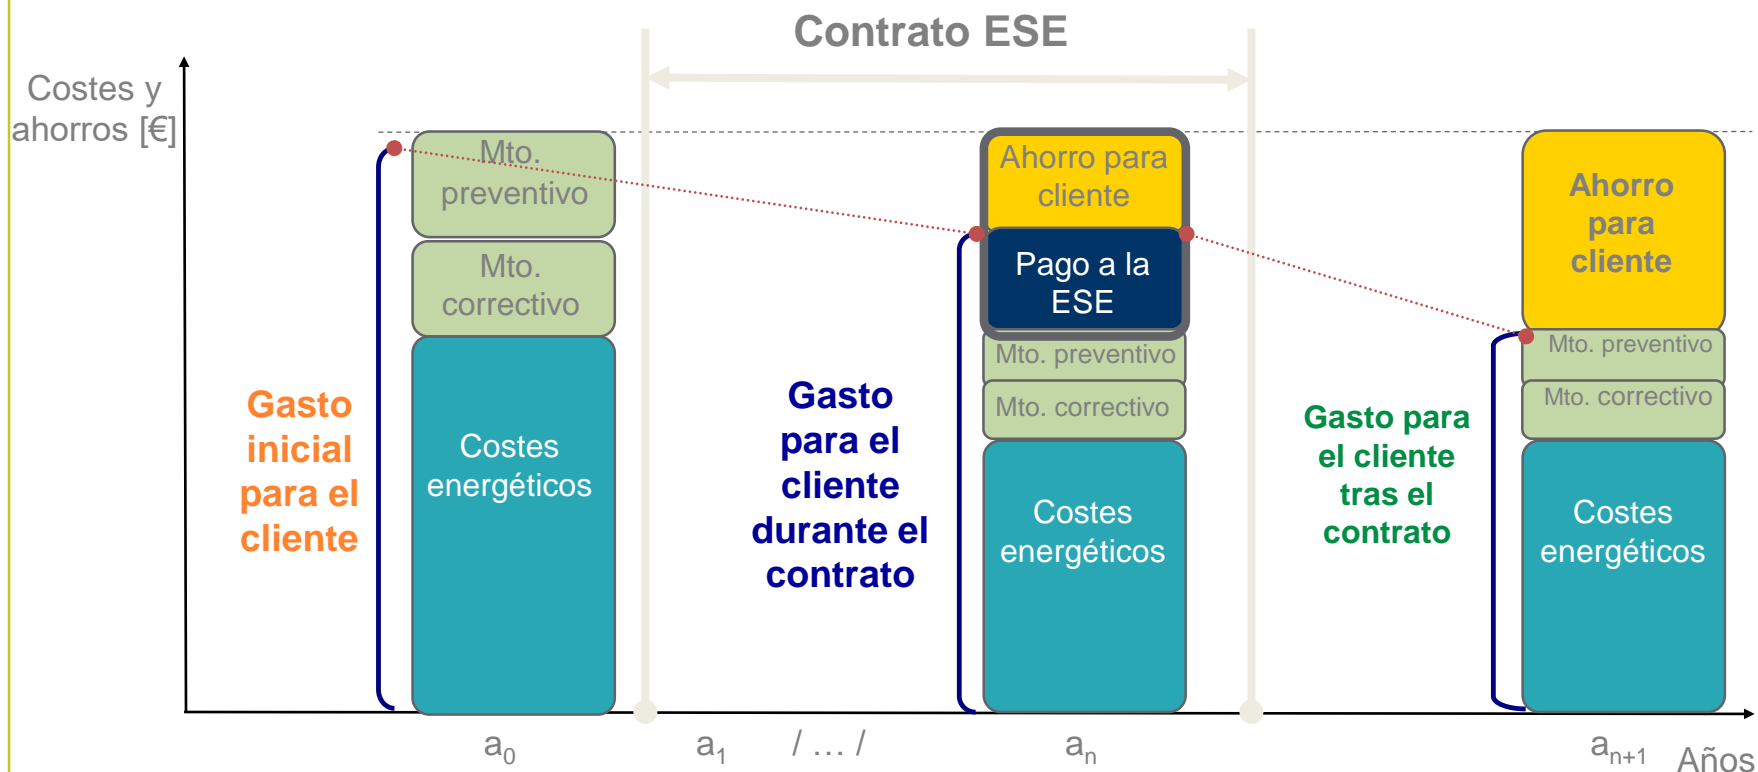 Contrato ESE
Costes y
ahorros [€]
Mto.
preventivo
Mto.
correctivo
Costes
energéticos
Gasto
inicial
para el
cliente
Ahorro para
cliente
Pago a la
ESE
Mto. preventivo
Mto. correctivo
Costes
energéticos
Gasto
para el
cliente
durante el
contrato
Ahorro
para
cliente
Mto. preventivo
Mto. correctivo
Costes
energéticos
Gasto para
el cliente
tras el
contrato
a0 a1 / … / an an+1 Años